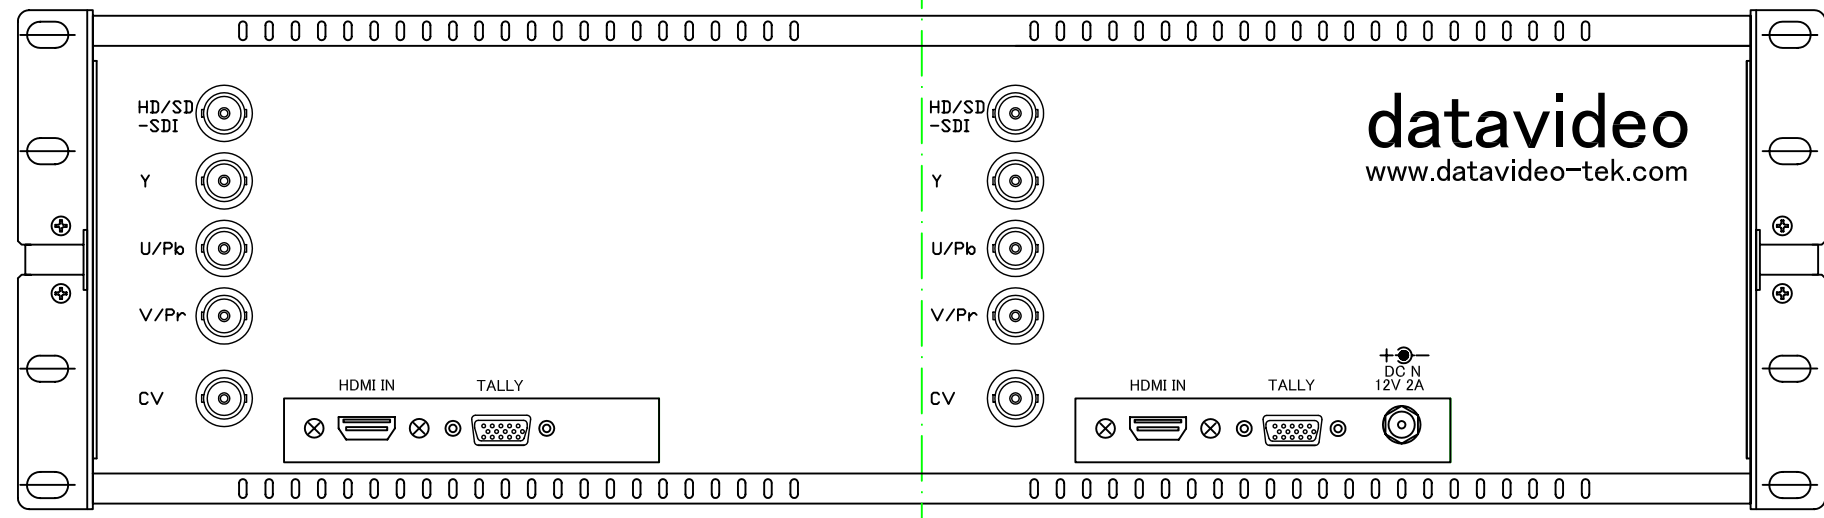 HD/SD
-SDI
Y
U/Pb
V/Pr
CV
HDMI IN
TALLY
HD/SD
-SDI
Y
U/Pb
V/Pr
CV
HDMI IN
TALLY
datavideo
www.datavideo-tek.com
+ -
DC N
12V 2A